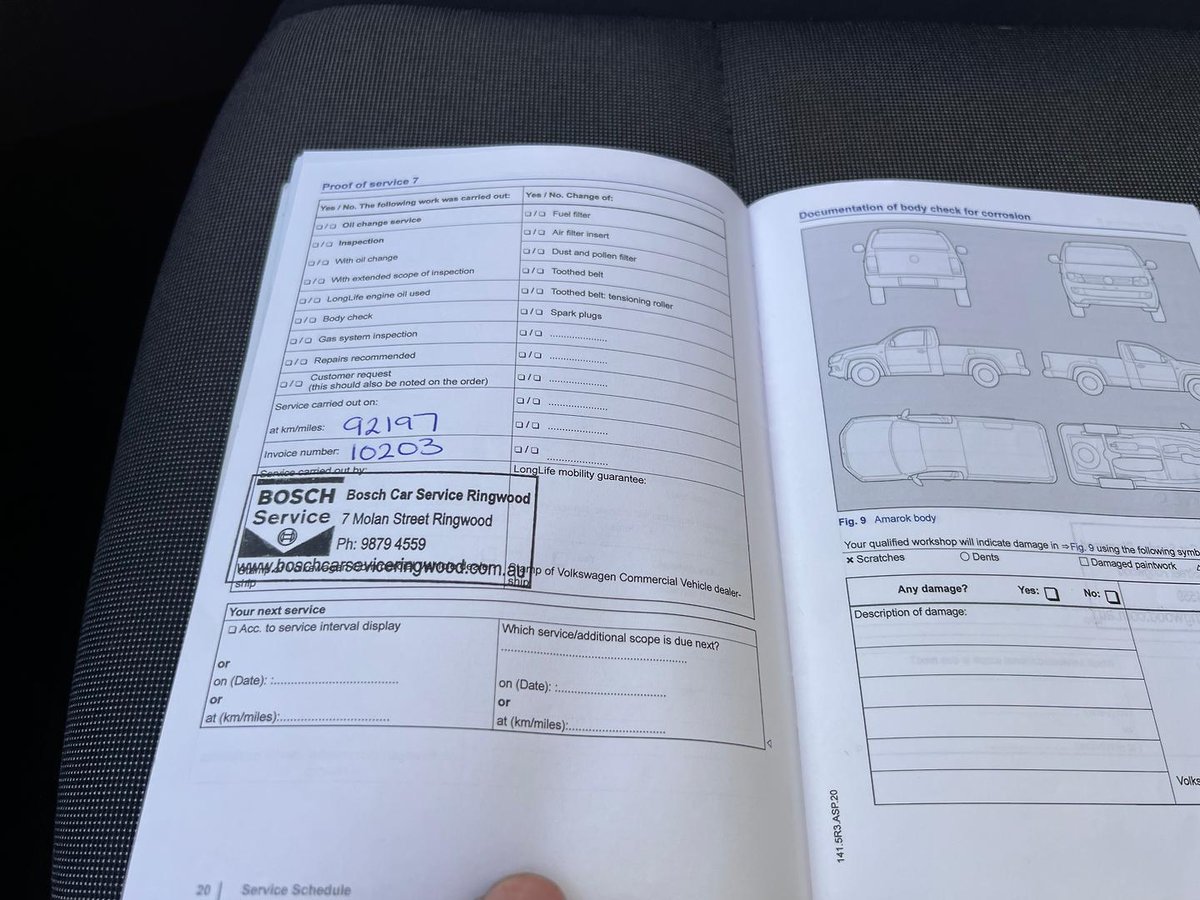 Proof of service 7
Yes / No. The following work was carried out:
❏ / ❏ Oil change service
❏ / ❏ Inspection
❏ / ❏ With oil change
❏ / ❏ With extended scope of inspection
❏ / ❏ LongLife engine oil used
❏ / ❏ Body check
❏ / ❏ Gas system inspection
❏ / ❏ Repairs recommended
❏ / ❏ Customer request
(this should also be noted on the order)
Service carried out on:
at km/miles: 92197
Invoice number: 10203
Service carried out by:
BOSCH
Service
Bosch Car Service Ringwood
7 Molan Street Ringwood
Ph: 9879 4559
www.boschcarserviceringwood.com.au
ship
Yes / No. Change of:
❏ / ❏ Fuel filter
❏ / ❏ Air filter insert
❏ / ❏ Dust and pollen filter
❏ / ❏ Toothed belt
❏ / ❏ Toothed belt: tensioning roller
❏ / ❏ Spark plugs
❏ / ❏ ....................
❏ / ❏ ....................
❏ / ❏ ....................
❏ / ❏ ....................
❏ / ❏ ....................
❏ / ❏ ....................
LongLife mobility guarantee:
Stamp of Volkswagen Commercial Vehicle dealer-
ship
Your next service
❏ Acc. to service interval display
or
on (Date): :....................
or
at (km/miles):....................
Which service/additional scope is due next?
....................
on (Date): :....................
or
at (km/miles):....................
20 | Service Schedule
Documentation of body check for corrosion
Fig. 9 Amarok body
Your qualified workshop will indicate damage in ⇒Fig. 9 using the following symb
× Scratches
○ Dents
□ Damaged paintwork
Any damage? Yes: ❏ No: ❏
Description of damage:
Volks
141.5R3.ASP.20